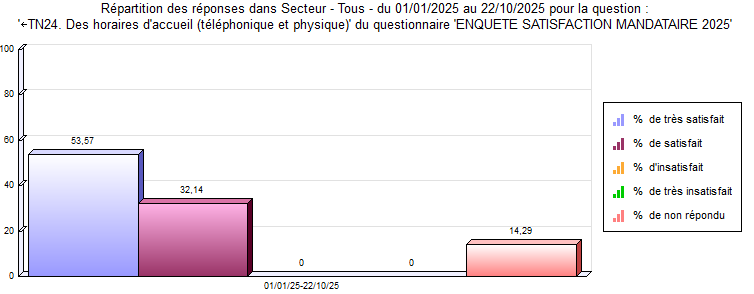 Répartition des réponses dans Secteur - Tous - du 01/01/2025 au 22/10/2025 pour la question :
'←TN24. Des horaires d'accueil (téléphonique et physique)' du questionnaire 'ENQUETE SATISFACTION MANDATAIRE 2025'
100
80
60
40
20
0
53,57
32,14
0
0
14,29
01/01/25-22/10/25
% de très satisfait
% de satisfait
% d'insatisfait
% de très insatisfait
% de non répondu